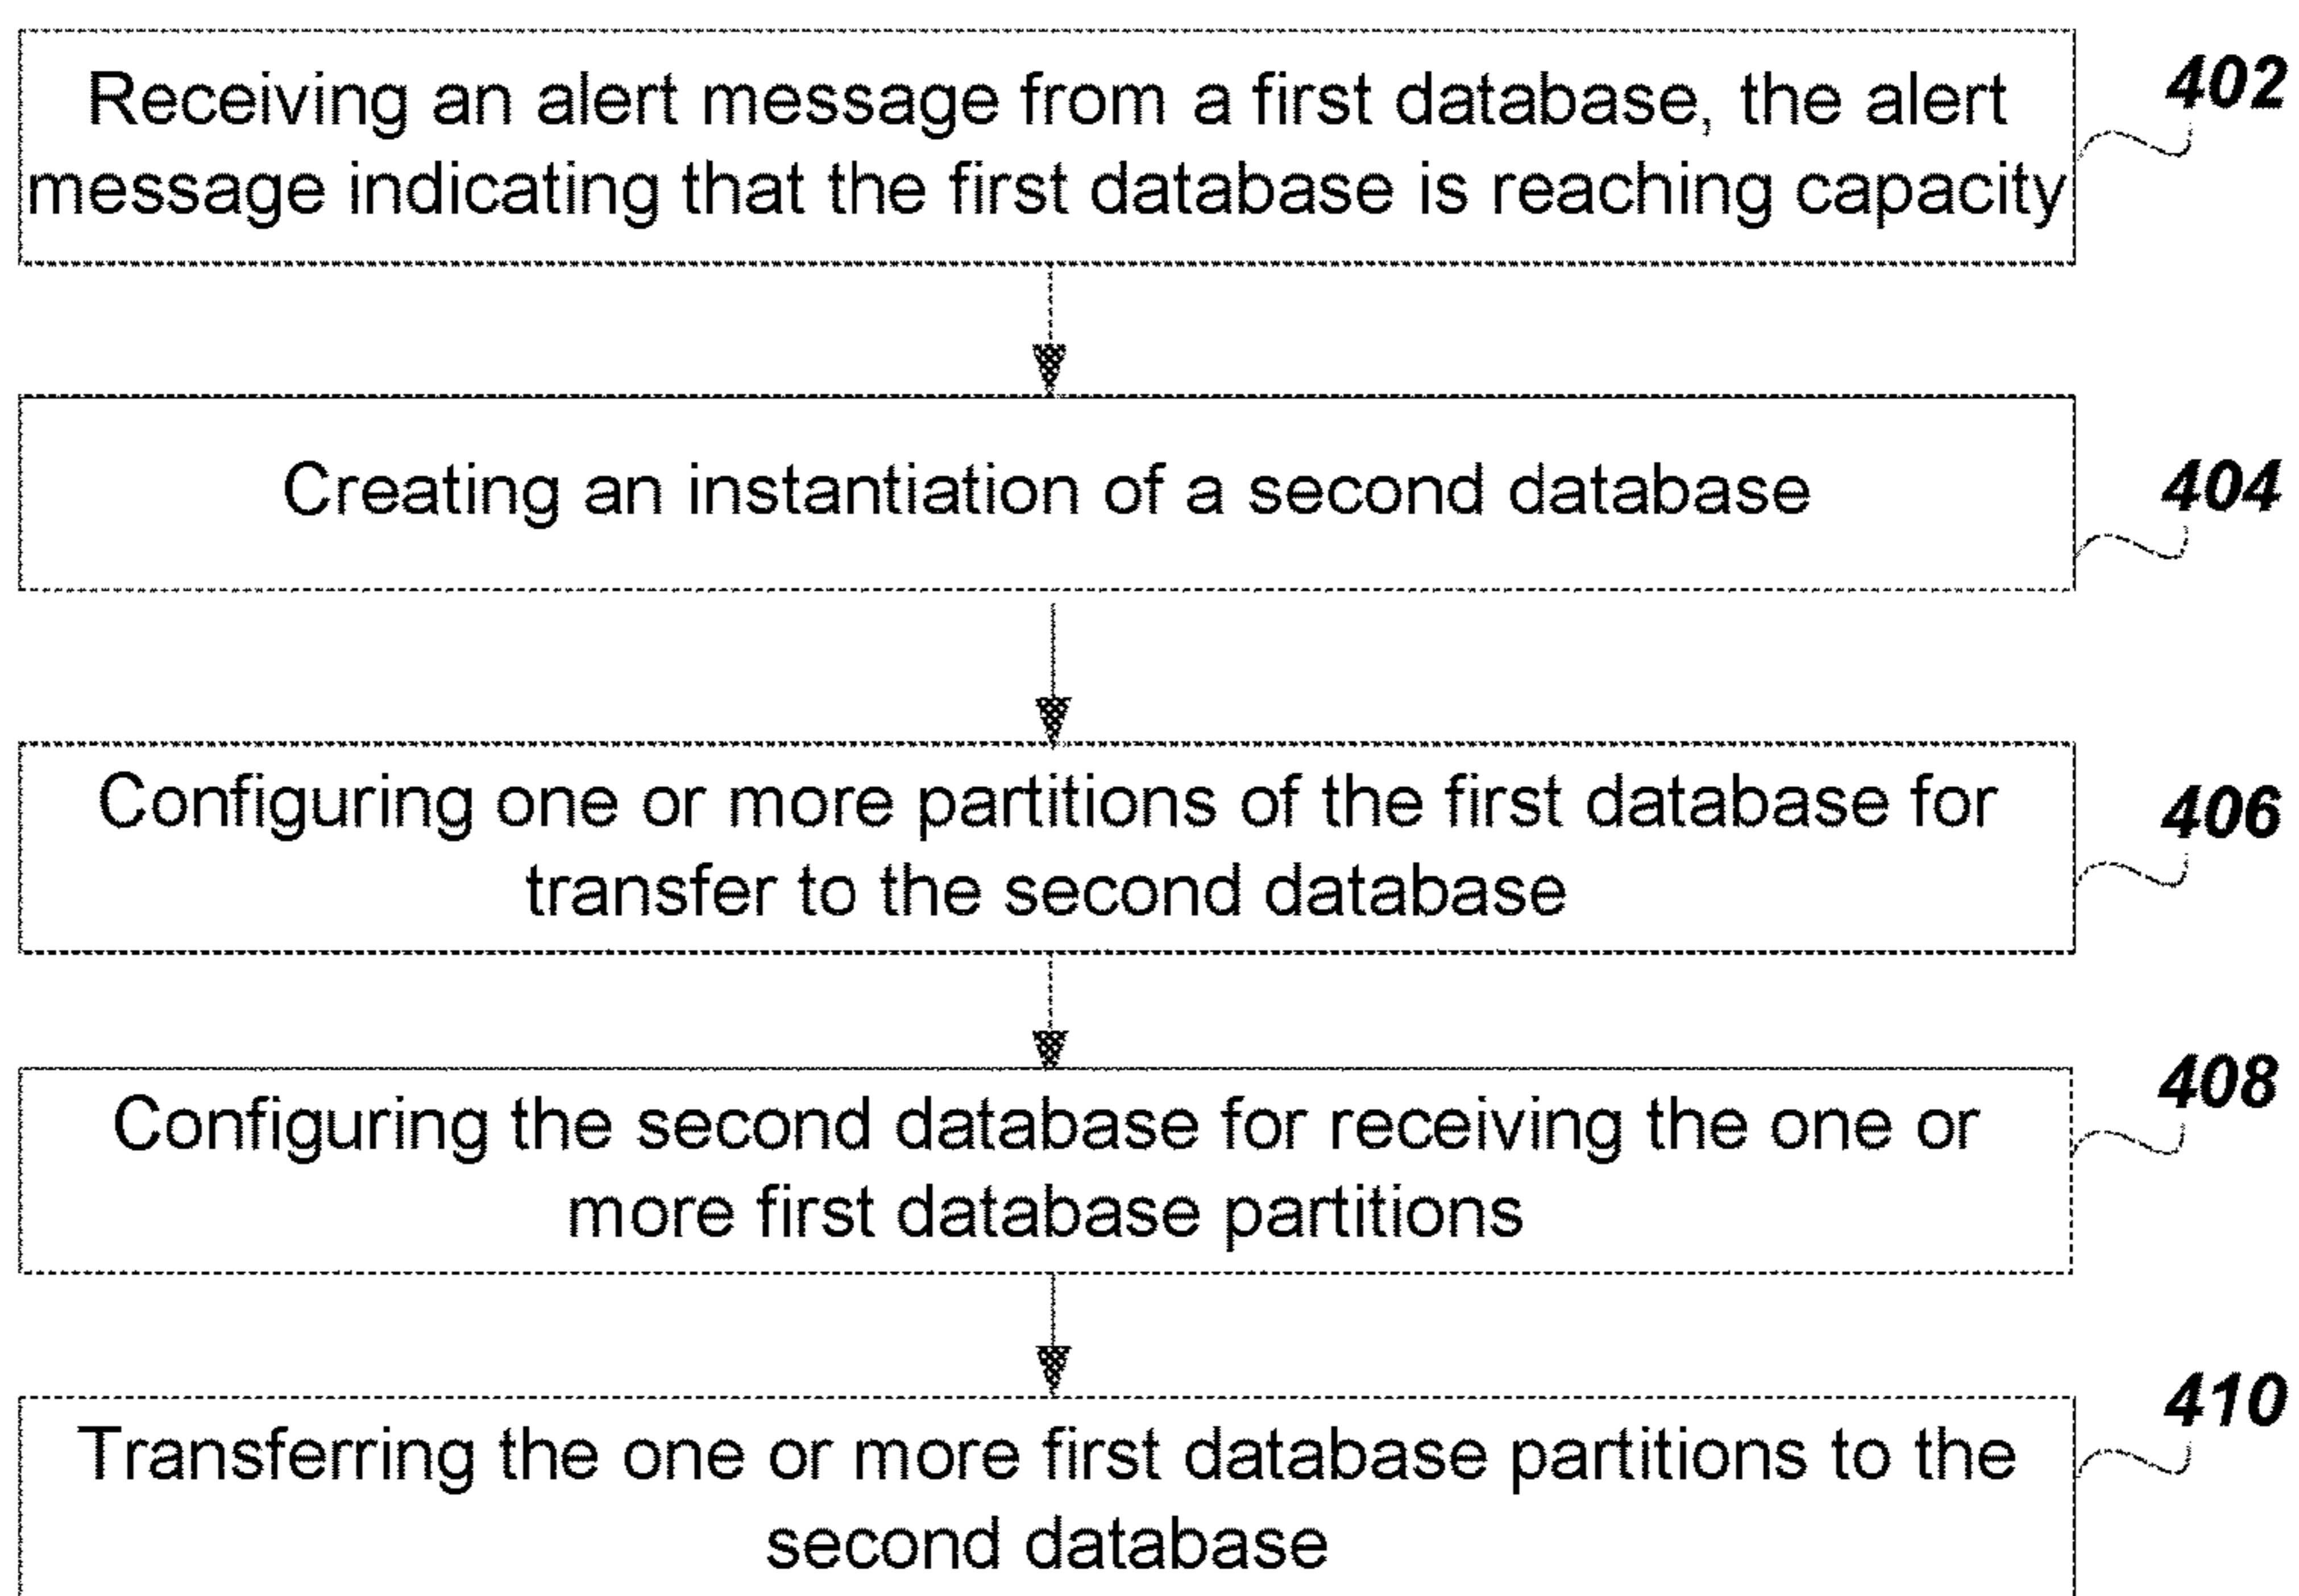 Receiving an alert message from a first database, the alert
message indicating that the first database is reaching capacity
402
Creating an instantiation of a second database
404
Configuring one or more partitions of the first database for
transfer to the second database
406
Configuring the second database for receiving the one or
more first database partitions
408
Transferring the one or more first database partitions to the
second database
410